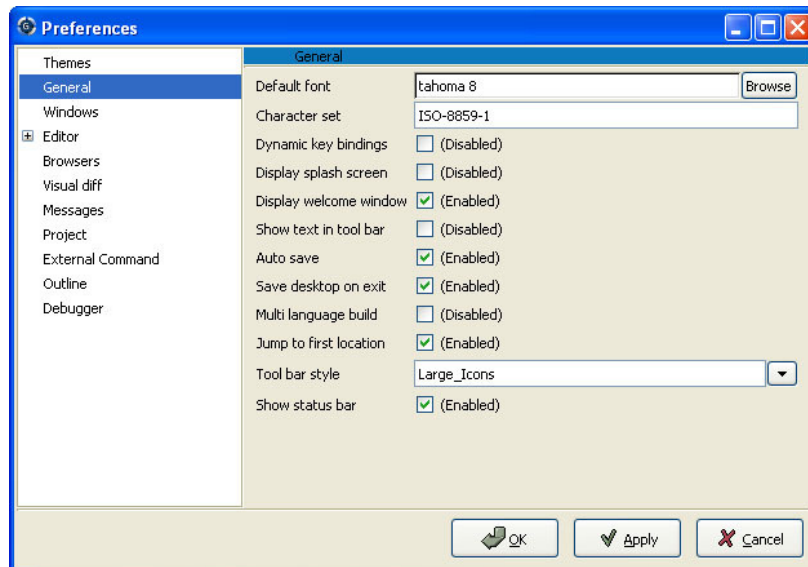 Preferences
Themes
General
Windows
Editor
Browsers
Visual diff
Messages
Project
External Command
Outline
Debugger
General
Default font tahoma 8 Browse
Character set ISO-8859-1
Dynamic key bindings (Disabled)
Display splash screen (Disabled)
Display welcome window (Enabled)
Show text in tool bar (Disabled)
Auto save (Enabled)
Save desktop on exit (Enabled)
Multi language build (Disabled)
Jump to first location (Enabled)
Tool bar style Large_Icons
Show status bar (Enabled)
OK Apply Cancel